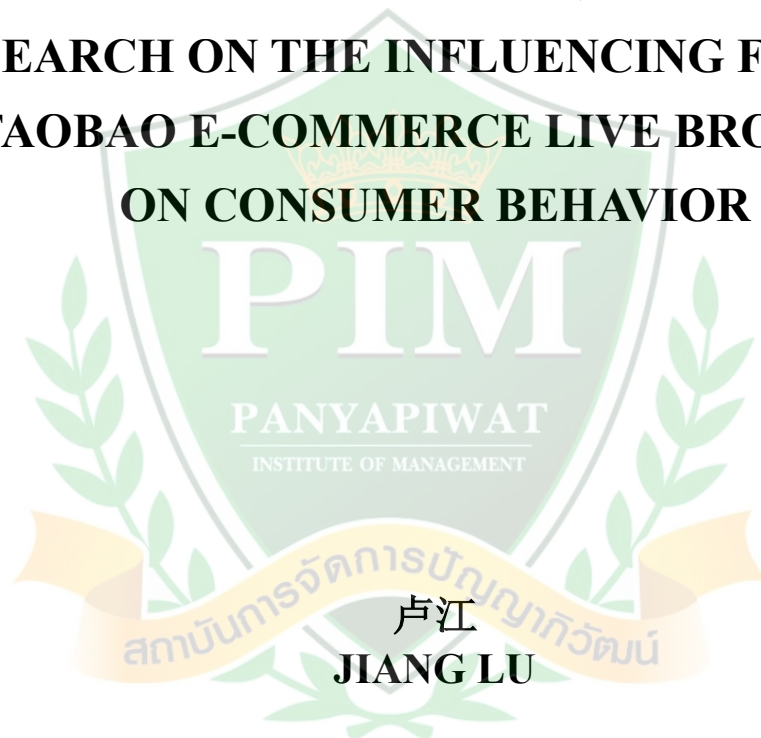 EARCH ON THE INFLUENCING F
TAOBAO E-COMMERCE LIVE BRO
ON CONSUMER BEHAVIOR
PIM
PANYAPIWAT
INSTITUTE OF MANAGEMENT
สถาบันการจัดการปัญญาภิวัฒน์
卢江
JIANG LU